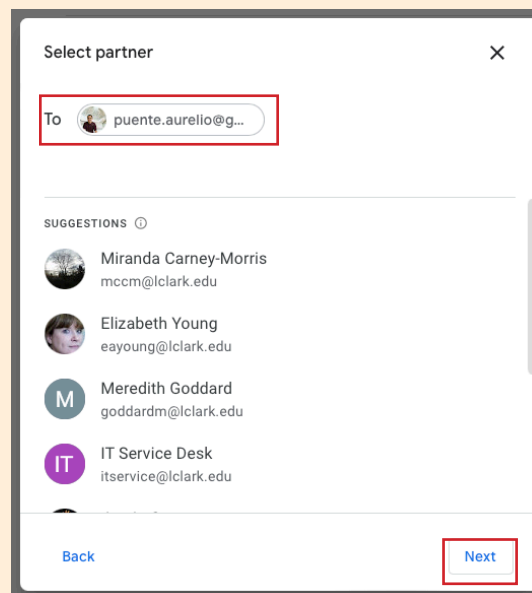 Select partner
To puente.aurelio@g...
SUGGESTIONS
Miranda Carney-Morris
mccm@lclark.edu
Elizabeth Young
eayoung@lclark.edu
M
Meredith Goddard
goddardm@lclark.edu
IT
IT Service Desk
itservice@lclark.edu
Back
Next